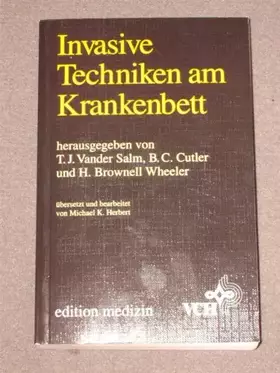 Invasive
Techniken am
Krankenbett
herausgegeben von
T. J. Vander Salm, B. C. Cutler
und H. Brownell Wheeler
übersetzt und bearbeitet
von Michael K. Herbert
edition medizin
VCH